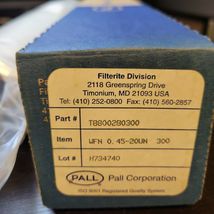 PALL
Filterite Division
2118 Greenspring Drive
Timonium, MD 21093 USA
Tel: (410) 252-0800 Fax: (410) 560-2857
Part # T8800280300
Item WFN 0.45-20UN 300
Lot # H734740
PALL Pall Corporation
ISO 9001 Registered Quality System